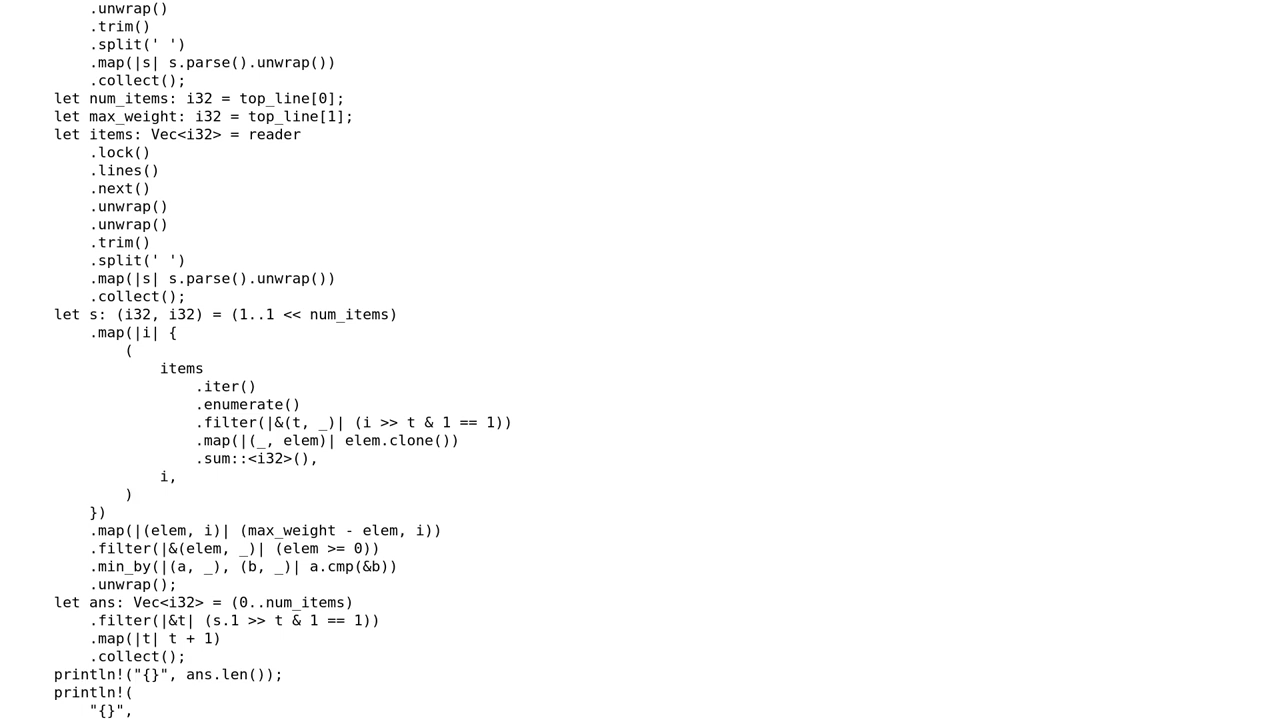 .unwrap()
        .trim()
        .split(' ')
        .map(|s| s.parse().unwrap())
        .collect();
    let num_items: i32 = top_line[0];
    let max_weight: i32 = top_line[1];
    let items: Vec<i32> = reader
        .lock()
        .lines()
        .next()
        .unwrap()
        .unwrap()
        .trim()
        .split(' ')
        .map(|s| s.parse().unwrap())
        .collect();
    let s: (i32, i32) = (1..1 << num_items)
        .map(|i| {
            (
                items
                    .iter()
                    .enumerate()
                    .filter(|&(t, _)| (i >> t & 1 == 1))
                    .map(|(_, elem)| elem.clone())
                    .sum::<i32>(),
                i,
            )
        })
        .map(|(elem, i)| (max_weight - elem, i))
        .filter(|&(elem, _)| (elem >= 0))
        .min_by(|(a, _), (b, _)| a.cmp(&b))
        .unwrap();
    let ans: Vec<i32> = (0..num_items)
        .filter(|&t| (s.1 >> t & 1 == 1))
        .map(|t| t + 1)
        .collect();
    println!("{}", ans.len());
    println!(
        "{}",